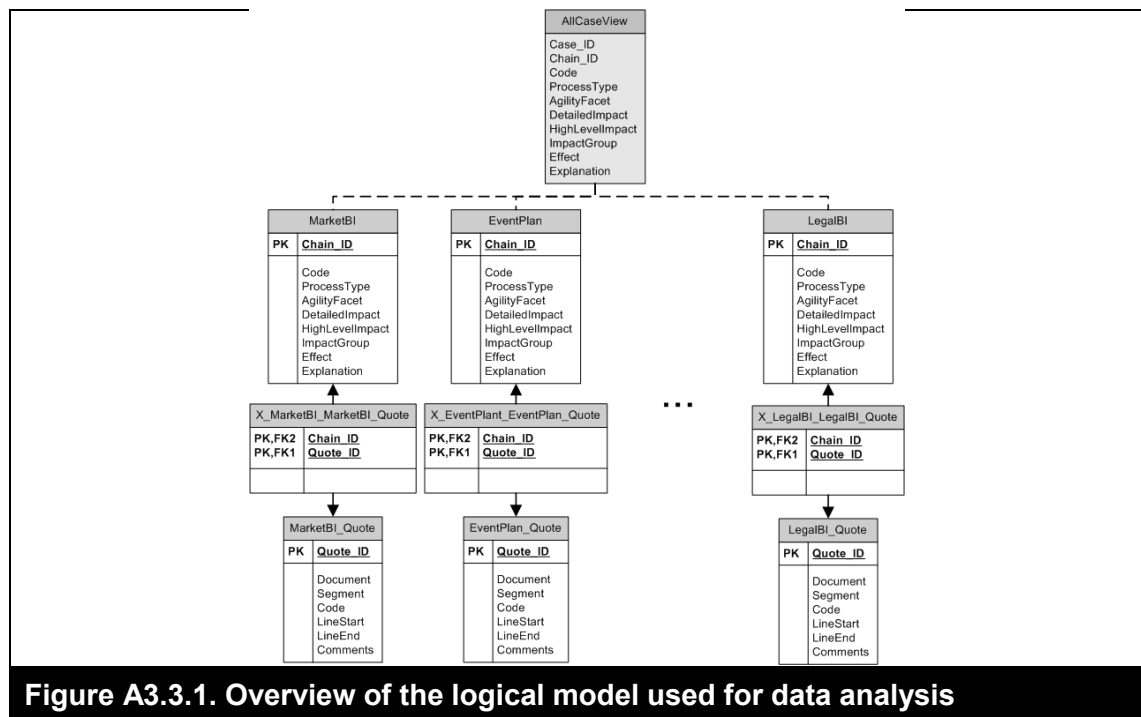 AllCaseView
Case_ID
Chain_ID
Code
ProcessType
AgilityFacet
DetailedImpact
HighLevelImpact
ImpactGroup
Effect
Explanation
MarketBI
PK Chain_ID
Code
ProcessType
AgilityFacet
DetailedImpact
HighLevelImpact
ImpactGroup
Effect
Explanation
EventPlan
PK Chain_ID
Code
ProcessType
AgilityFacet
DetailedImpact
HighLevelImpact
ImpactGroup
Effect
Explanation
LegalBI
PK Chain_ID
Code
ProcessType
AgilityFacet
DetailedImpact
HighLevelImpact
ImpactGroup
Effect
Explanation
X_MarketBI_MarketBI_Quote
PK,FK2 Chain_ID
PK,FK1 Quote_ID
X_EventPlant_EventPlan_Quote
PK,FK2 Chain_ID
PK,FK1 Quote_ID
...
X_LegalBI_LegalBI_Quote
PK,FK2 Chain_ID
PK,FK1 Quote_ID
MarketBI_Quote
PK Quote_ID
Document
Segment
Code
LineStart
LineEnd
Comments
EventPlan_Quote
PK Quote_ID
Document
Segment
Code
LineStart
LineEnd
Comments
LegalBI_Quote
PK Quote_ID
Document
Segment
Code
LineStart
LineEnd
Comments
Figure A3.3.1. Overview of the logical model used for data analysis